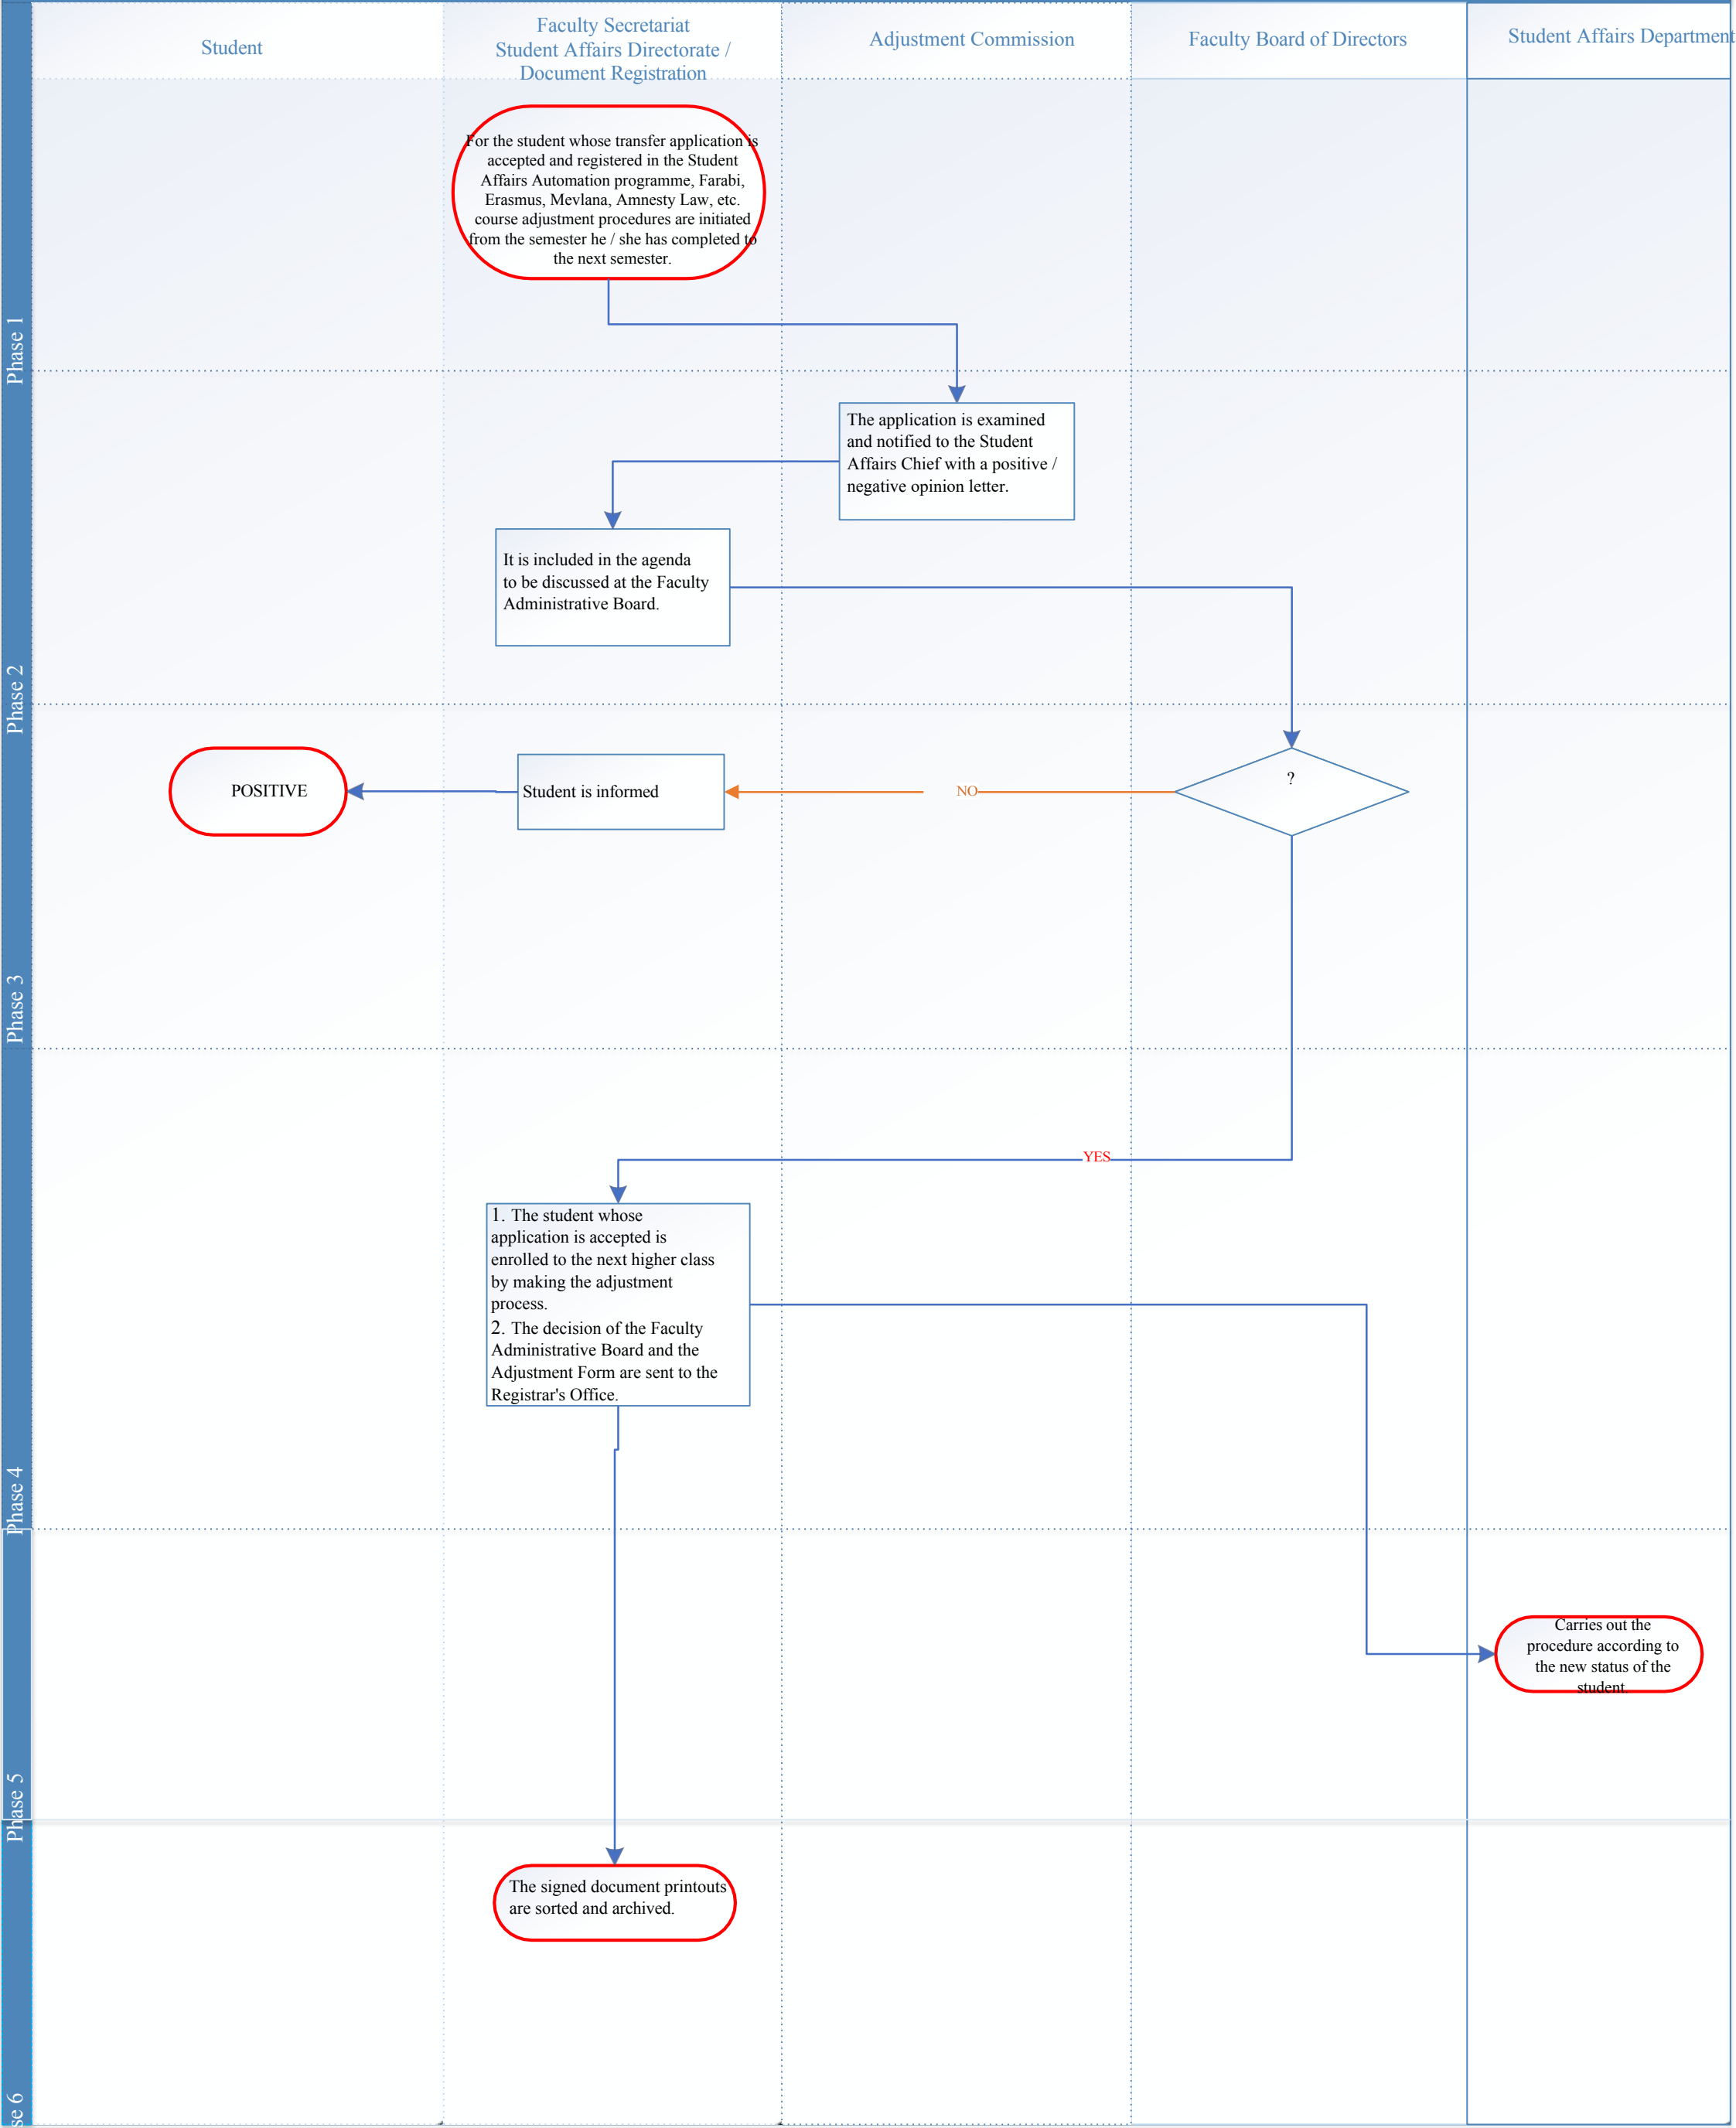 Student
Faculty Secretariat
Student Affairs Directorate /
Document Registration
Adjustment Commission
Faculty Board of Directors
Student Affairs Department
For the student whose transfer application is
accepted and registered in the Student
Affairs Automation programme, Farabi,
Erasmus, Mevlana, Amnesty Law, etc.
course adjustment procedures are initiated
from the semester he / she has completed to
the next semester.
Phase 1
The application is examined
and notified to the Student
Affairs Chief with a positive /
negative opinion letter.
It is included in the agenda
to be discussed at the Faculty
Administrative Board.
Phase 2
POSITIVE
Student is informed
NO
?
Phase 3
YES
1. The student whose
application is accepted is
enrolled to the next higher class
by making the adjustment
process.
2. The decision of the Faculty
Administrative Board and the
Adjustment Form are sent to the
Registrar's Office.
Phase 4
Carries out the
procedure according to
the new status of the
student.
Phase 5
The signed document printouts
are sorted and archived.
se 6